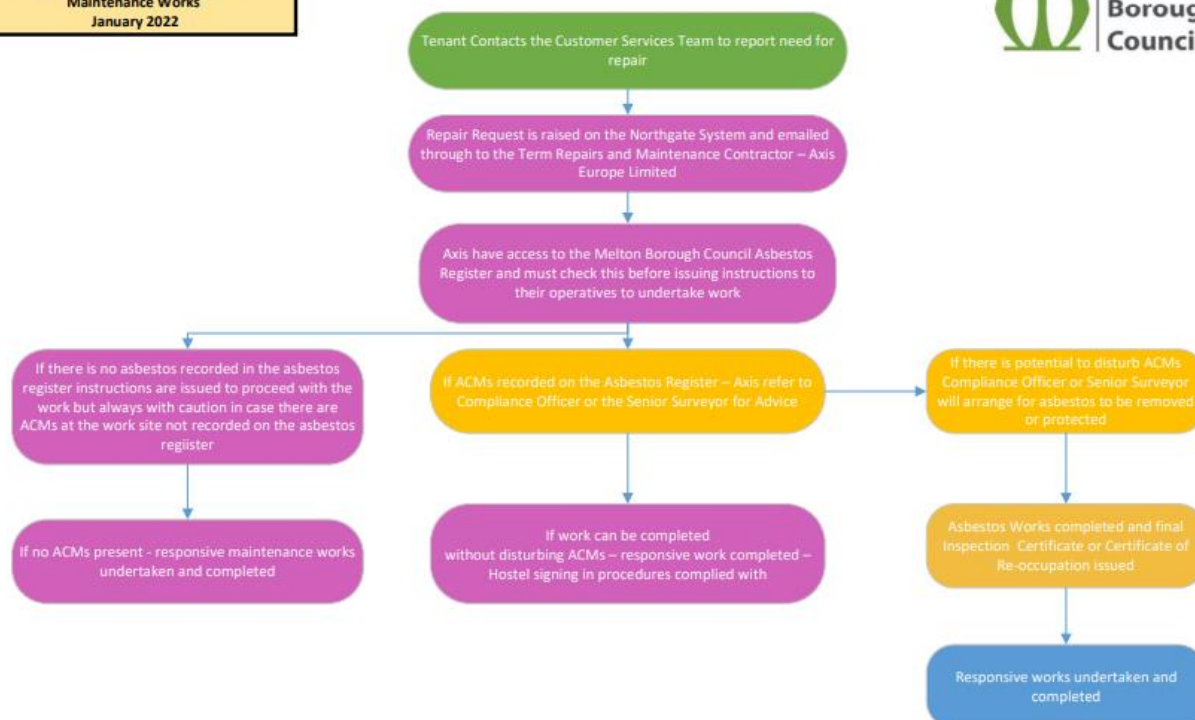 Maintenance Works
January 2022
Borough
Council
Tenant Contacts the Customer Services Team to report need for
repair
Repair Request is raised on the Northgate System and emailed
through to the Term Repairs and Maintenance Contractor – Axis
Europe Limited
Axis have access to the Melton Borough Council Asbestos
Register and must check this before issuing instructions to
their operatives to undertake work
If there is no asbestos recorded in the asbestos
register instructions are issued to proceed with the
work but always with caution in case there are
ACMs at the work site not recorded on the asbestos
regiister
If ACMs recorded on the Asbestos Register – Axis refer to
Compliance Officer or the Senior Surveyor for Advice
If there is potential to disturb ACMs
Compliance Officer or Senior Surveyor
will arrange for asbestos to be removed
or protected
If no ACMs present - responsive maintenance works
undertaken and completed
If work can be completed
without disturbing ACMs – responsive work completed –
Hostel signing in procedures complied with
Asbestos Works completed and final
Inspection Certificate or Certificate of
Re-occupation issued
Responsive works undertaken and
completed